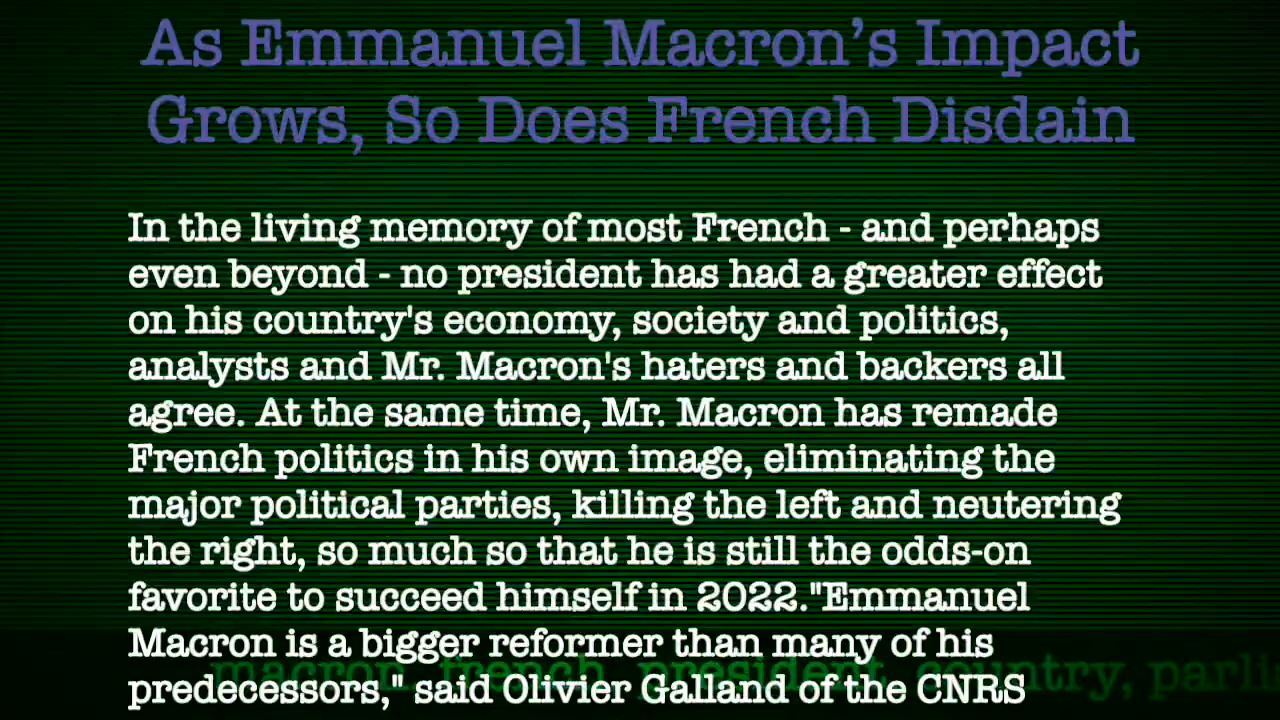 As Emmanuel Macron’s Impact
Grows, So Does French Disdain
In the living memory of most French - and perhaps
even beyond - no president has had a greater effect
on his country's economy, society and politics,
analysts and Mr. Macron's haters and backers all
agree. At the same time, Mr. Macron has remade
French politics in his own image, eliminating the
major political parties, killing the left and neutering
the right, so much so that he is still the odds-on
favorite to succeed himself in 2022."Emmanuel
Macron is a bigger reformer than many of his
macron, french, president, country,
predecessors," said Olivier Galland of the CNRS